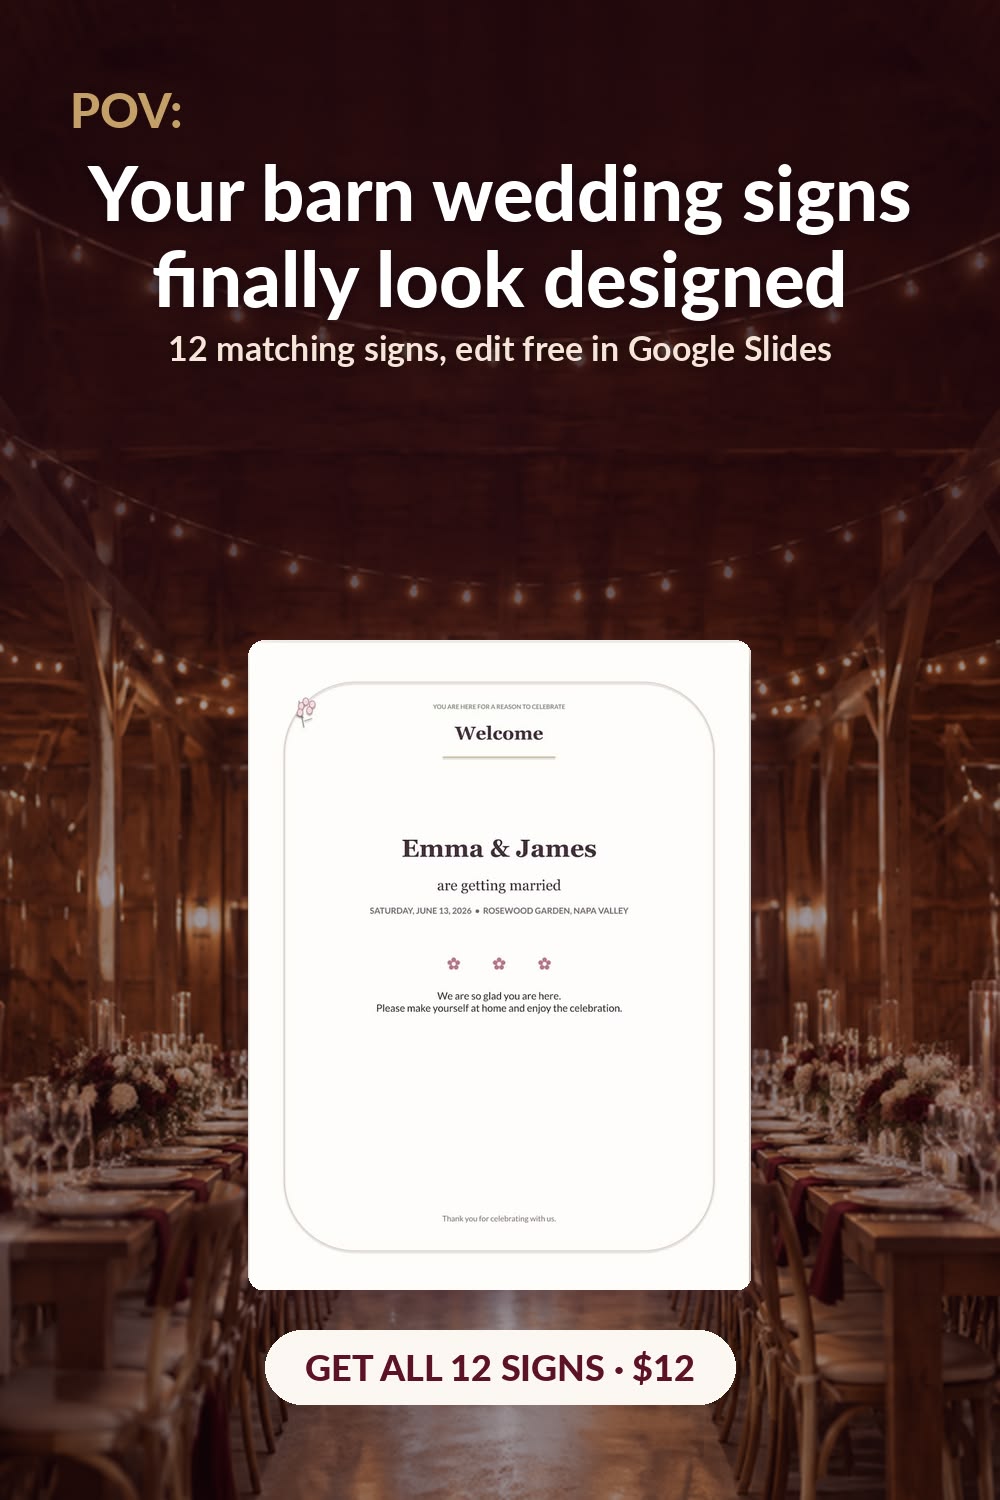 POV:
Your barn wedding signs
finally look designed
12 matching signs, edit free in Google Slides
YOU ARE HERE FOR A REASON TO CELEBRATE
Welcome
Emma & James
are getting married
SATURDAY, JUNE 13, 2026 • ROSEWOOD GARDEN, NAPA VALLEY
We are so glad you are here.
Please make yourself at home and enjoy the celebration.
Thank you for celebrating with us.
GET ALL 12 SIGNS · $12